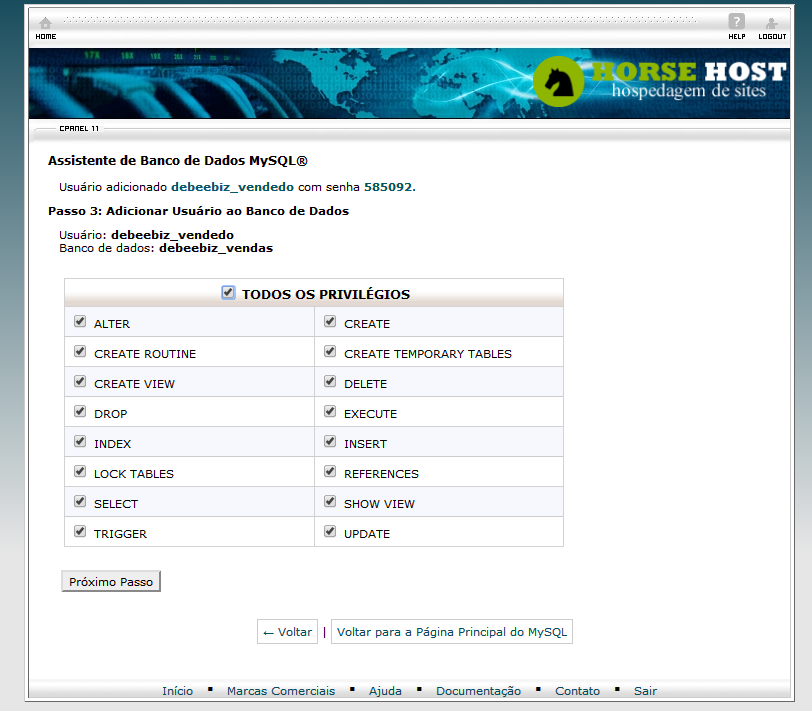 HOME
HELP
LOGOUT
HORSE HOST
hospedagem de sites
CPANEL 11
Assistente de Banco de Dados MySQL®
Usuário adicionado debeebiz_vendedo com senha 585092.
Passo 3: Adicionar Usuário ao Banco de Dados
Usuário: debeebiz_vendedo
Banco de dados: debeebiz_vendas
TODOS OS PRIVILÉGIOS
ALTER
CREATE
CREATE ROUTINE
CREATE TEMPORARY TABLES
CREATE VIEW
DELETE
DROP
EXECUTE
INDEX
INSERT
LOCK TABLES
REFERENCES
SELECT
SHOW VIEW
TRIGGER
UPDATE
Próximo Passo
← Voltar | Voltar para a Página Principal do MySQL
Início ▪ Marcas Comerciais ▪ Ajuda ▪ Documentação ▪ Contato ▪ Sair